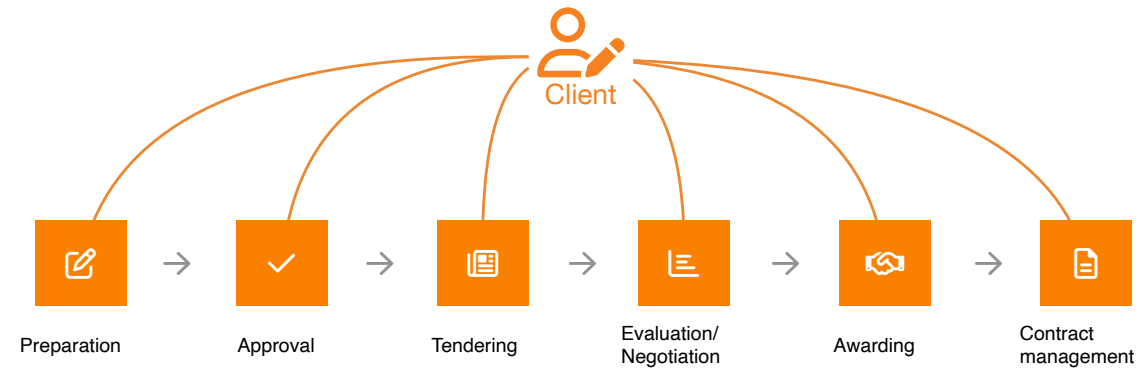 Client
Preparation
Approval
Tendering
Evaluation/
Negotiation
Awarding
Contract
management